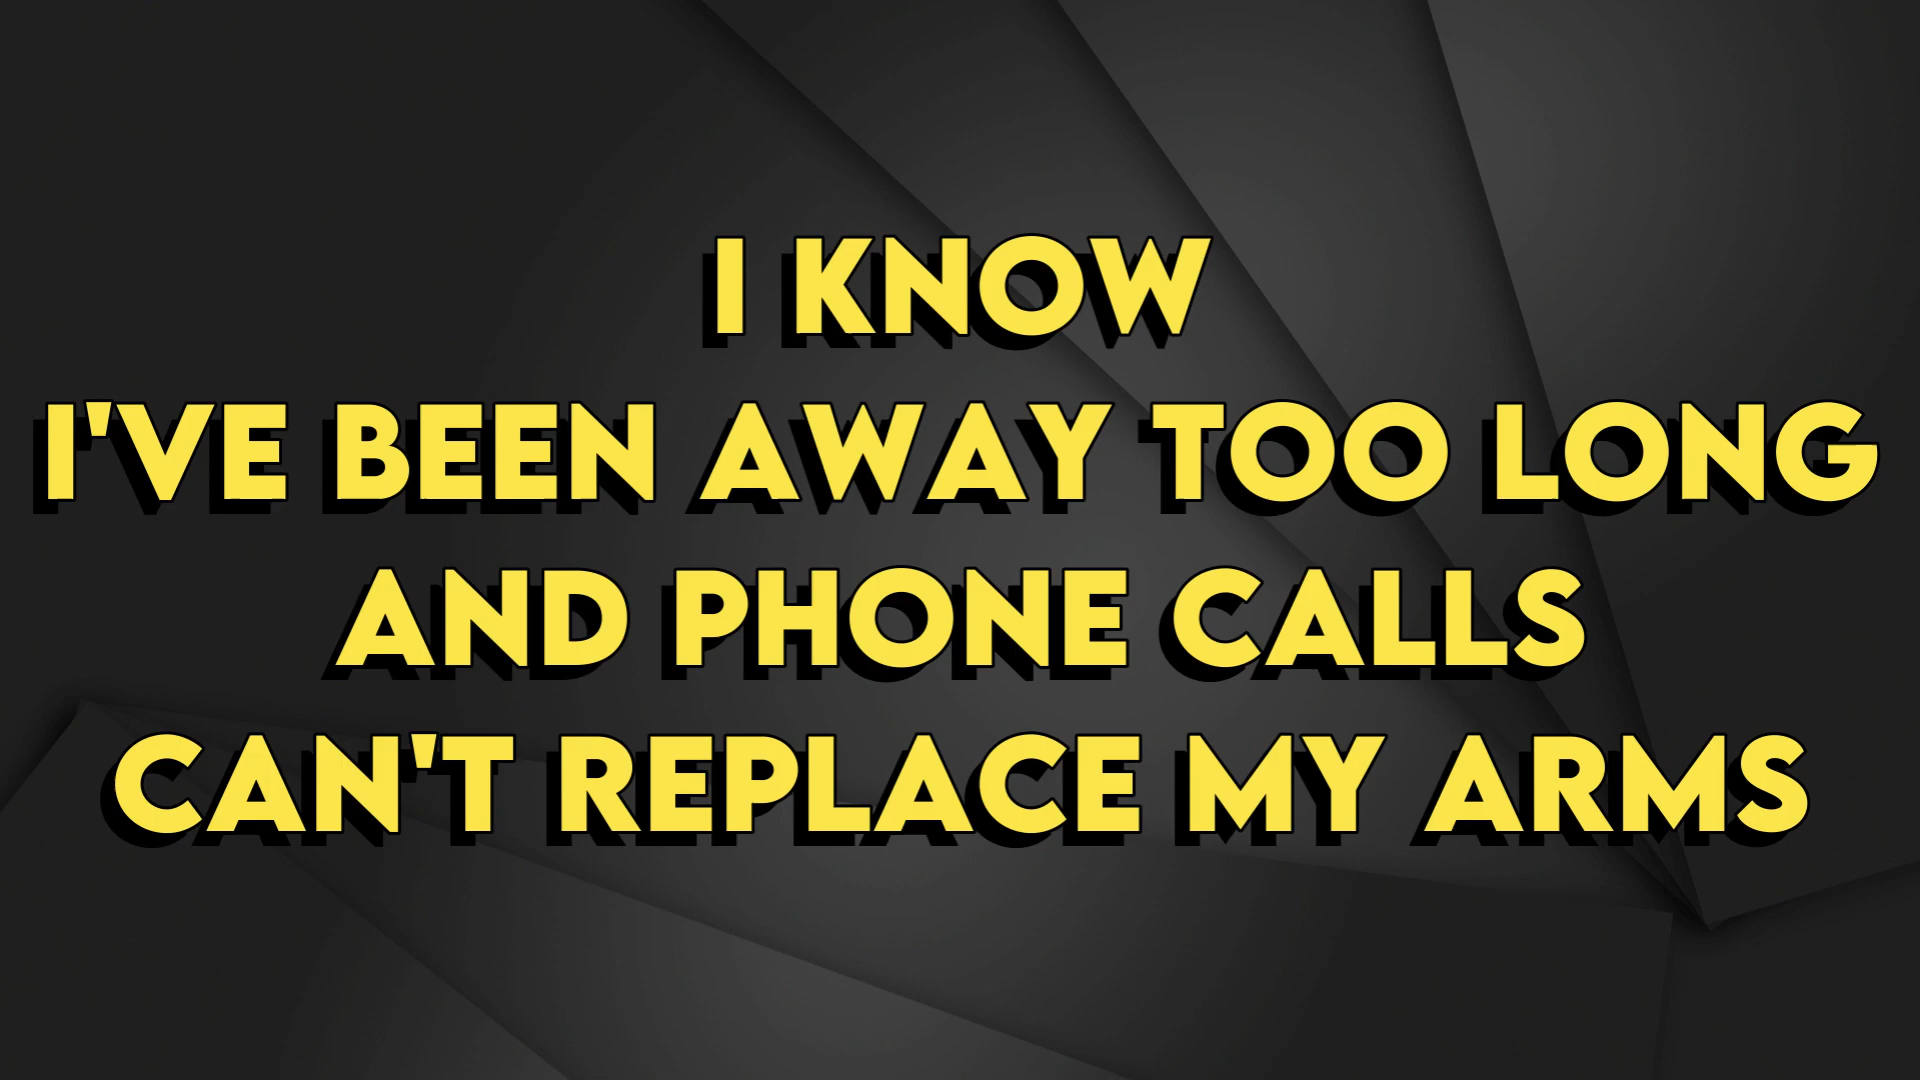 I KNOW
I'VE BEEN AWAY TOO LONG
AND PHONE CALLS
CAN'T REPLACE MY ARMS